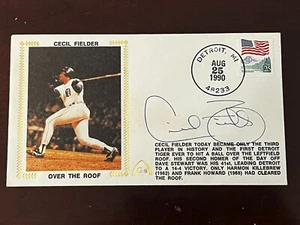 CECIL FIELDER
OVER THE ROOF
DETROIT, MI
AUG
25
1990
48233
CECIL FIELDER TODAY BECAME ONLY THE THIRD
PLAYER IN HISTORY AND THE FIRST DETROIT
TIGER EVER TO HIT A BALL OVER THE LEFTFIELD
ROOF. HIS SECOND HOMER OF THE DAY OFF
DAVE STEWART WAS HIS 41st, LEADING DETROIT
TO A 14-4 VICTORY. ONLY HARMON KILLEBREW
(1962) AND FRANK HOWARD (1968) HAD CLEARED
THE ROOF.